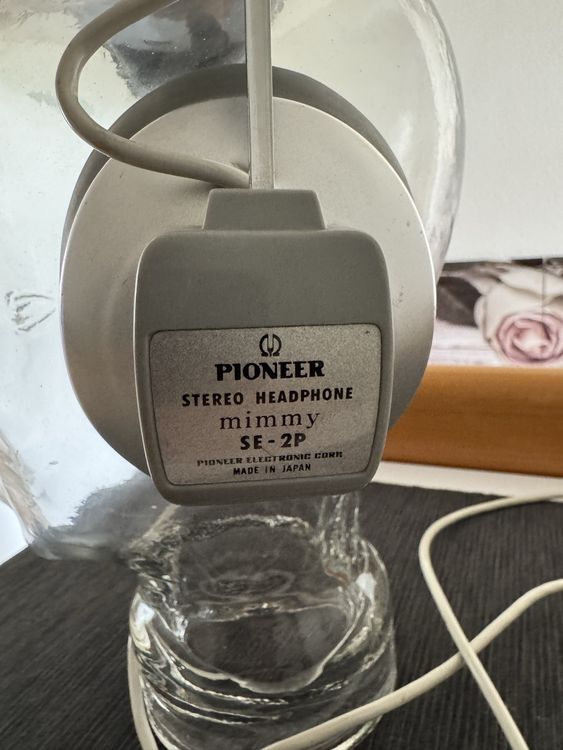 PIONEER
STEREO HEADPHONE
mimmy
SE-2P
PIONEER ELECTRONIC CORP.
MADE IN JAPAN